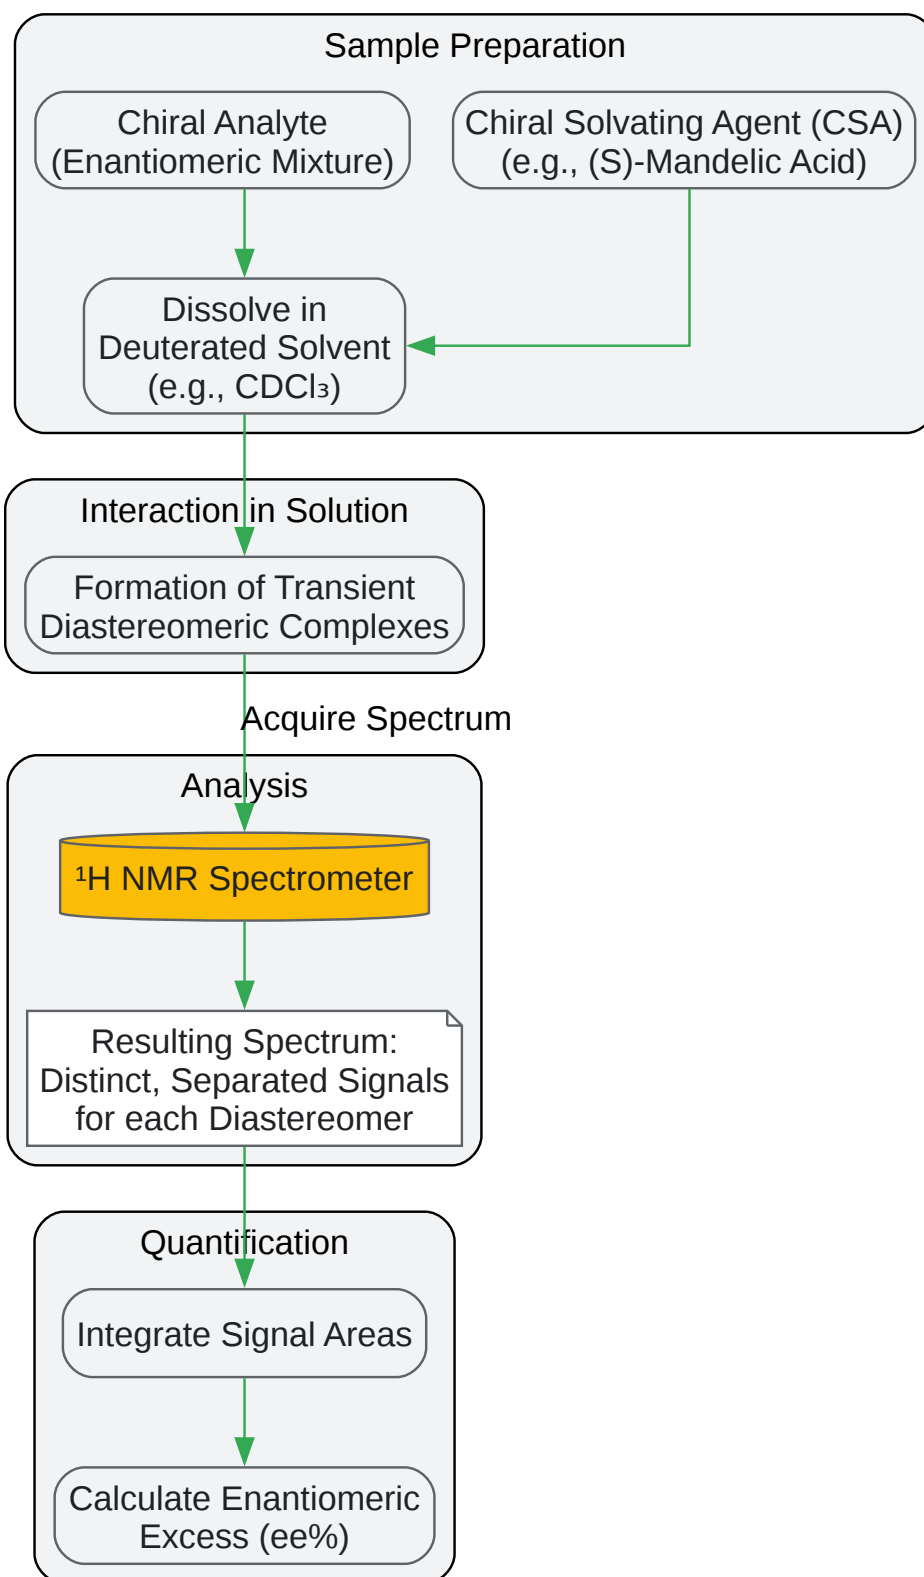 Sample Preparation
Chiral Analyte
(Enantiomeric Mixture)
Chiral Solvating Agent (CSA)
(e.g., (S)-Mandelic Acid)
Dissolve in
Deuterated Solvent
(e.g., CDCl₃)
Interaction in Solution
Formation of Transient
Diastereomeric Complexes
Acquire Spectrum
Analysis
¹H NMR Spectrometer
Resulting Spectrum:
Distinct, Separated Signals
for each Diastereomer
Quantification
Integrate Signal Areas
Calculate Enantiomeric
Excess (ee%)